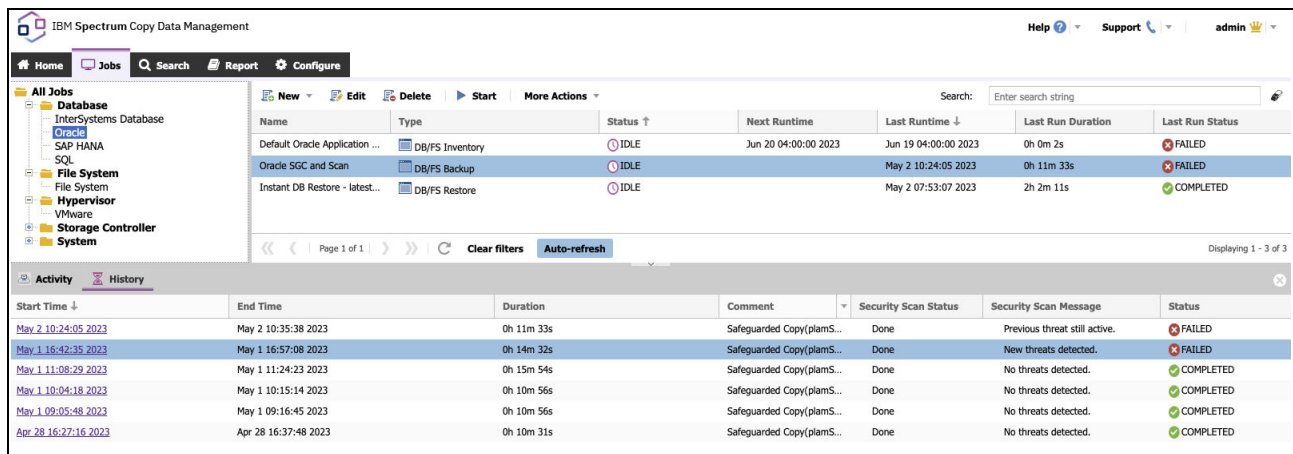 IBM Spectrum Copy Data Management
Help ? Support admin
Home Jobs Search Report Configure
All Jobs
Database
InterSystems Database
Oracle
SAP HANA
SQL
File System
File System
Hypervisor
VMware
Storage Controller
System
New Edit Delete Start More Actions Search: Enter search string
Name Type Status ↑ Next Runtime Last Runtime ↓ Last Run Duration Last Run Status
Default Oracle Application ... DB/FS Inventory IDLE Jun 20 04:00:00 2023 Jun 19 04:00:00 2023 0h 0m 2s FAILED
Oracle SGC and Scan DB/FS Backup IDLE May 2 10:24:05 2023 0h 11m 33s FAILED
Instant DB Restore - latest... DB/FS Restore IDLE May 2 07:53:07 2023 2h 2m 11s COMPLETED
Page 1 of 1 Clear filters Auto-refresh Displaying 1 - 3 of 3
Activity History
Start Time ↓ End Time Duration Comment Security Scan Status Security Scan Message Status
May 2 10:24:05 2023 May 2 10:35:38 2023 0h 11m 33s Safeguarded Copy(plamS... Done Previous threat still active. FAILED
May 1 16:42:35 2023 May 1 16:57:08 2023 0h 14m 32s Safeguarded Copy(plamS... Done New threats detected. FAILED
May 1 11:08:29 2023 May 1 11:24:23 2023 0h 15m 54s Safeguarded Copy(plamS... Done No threats detected. COMPLETED
May 1 10:04:18 2023 May 1 10:15:14 2023 0h 10m 56s Safeguarded Copy(plamS... Done No threats detected. COMPLETED
May 1 09:05:48 2023 May 1 09:16:45 2023 0h 10m 56s Safeguarded Copy(plamS... Done No threats detected. COMPLETED
Apr 28 16:27:16 2023 Apr 28 16:37:48 2023 0h 10m 31s Safeguarded Copy(plamS... Done No threats detected. COMPLETED